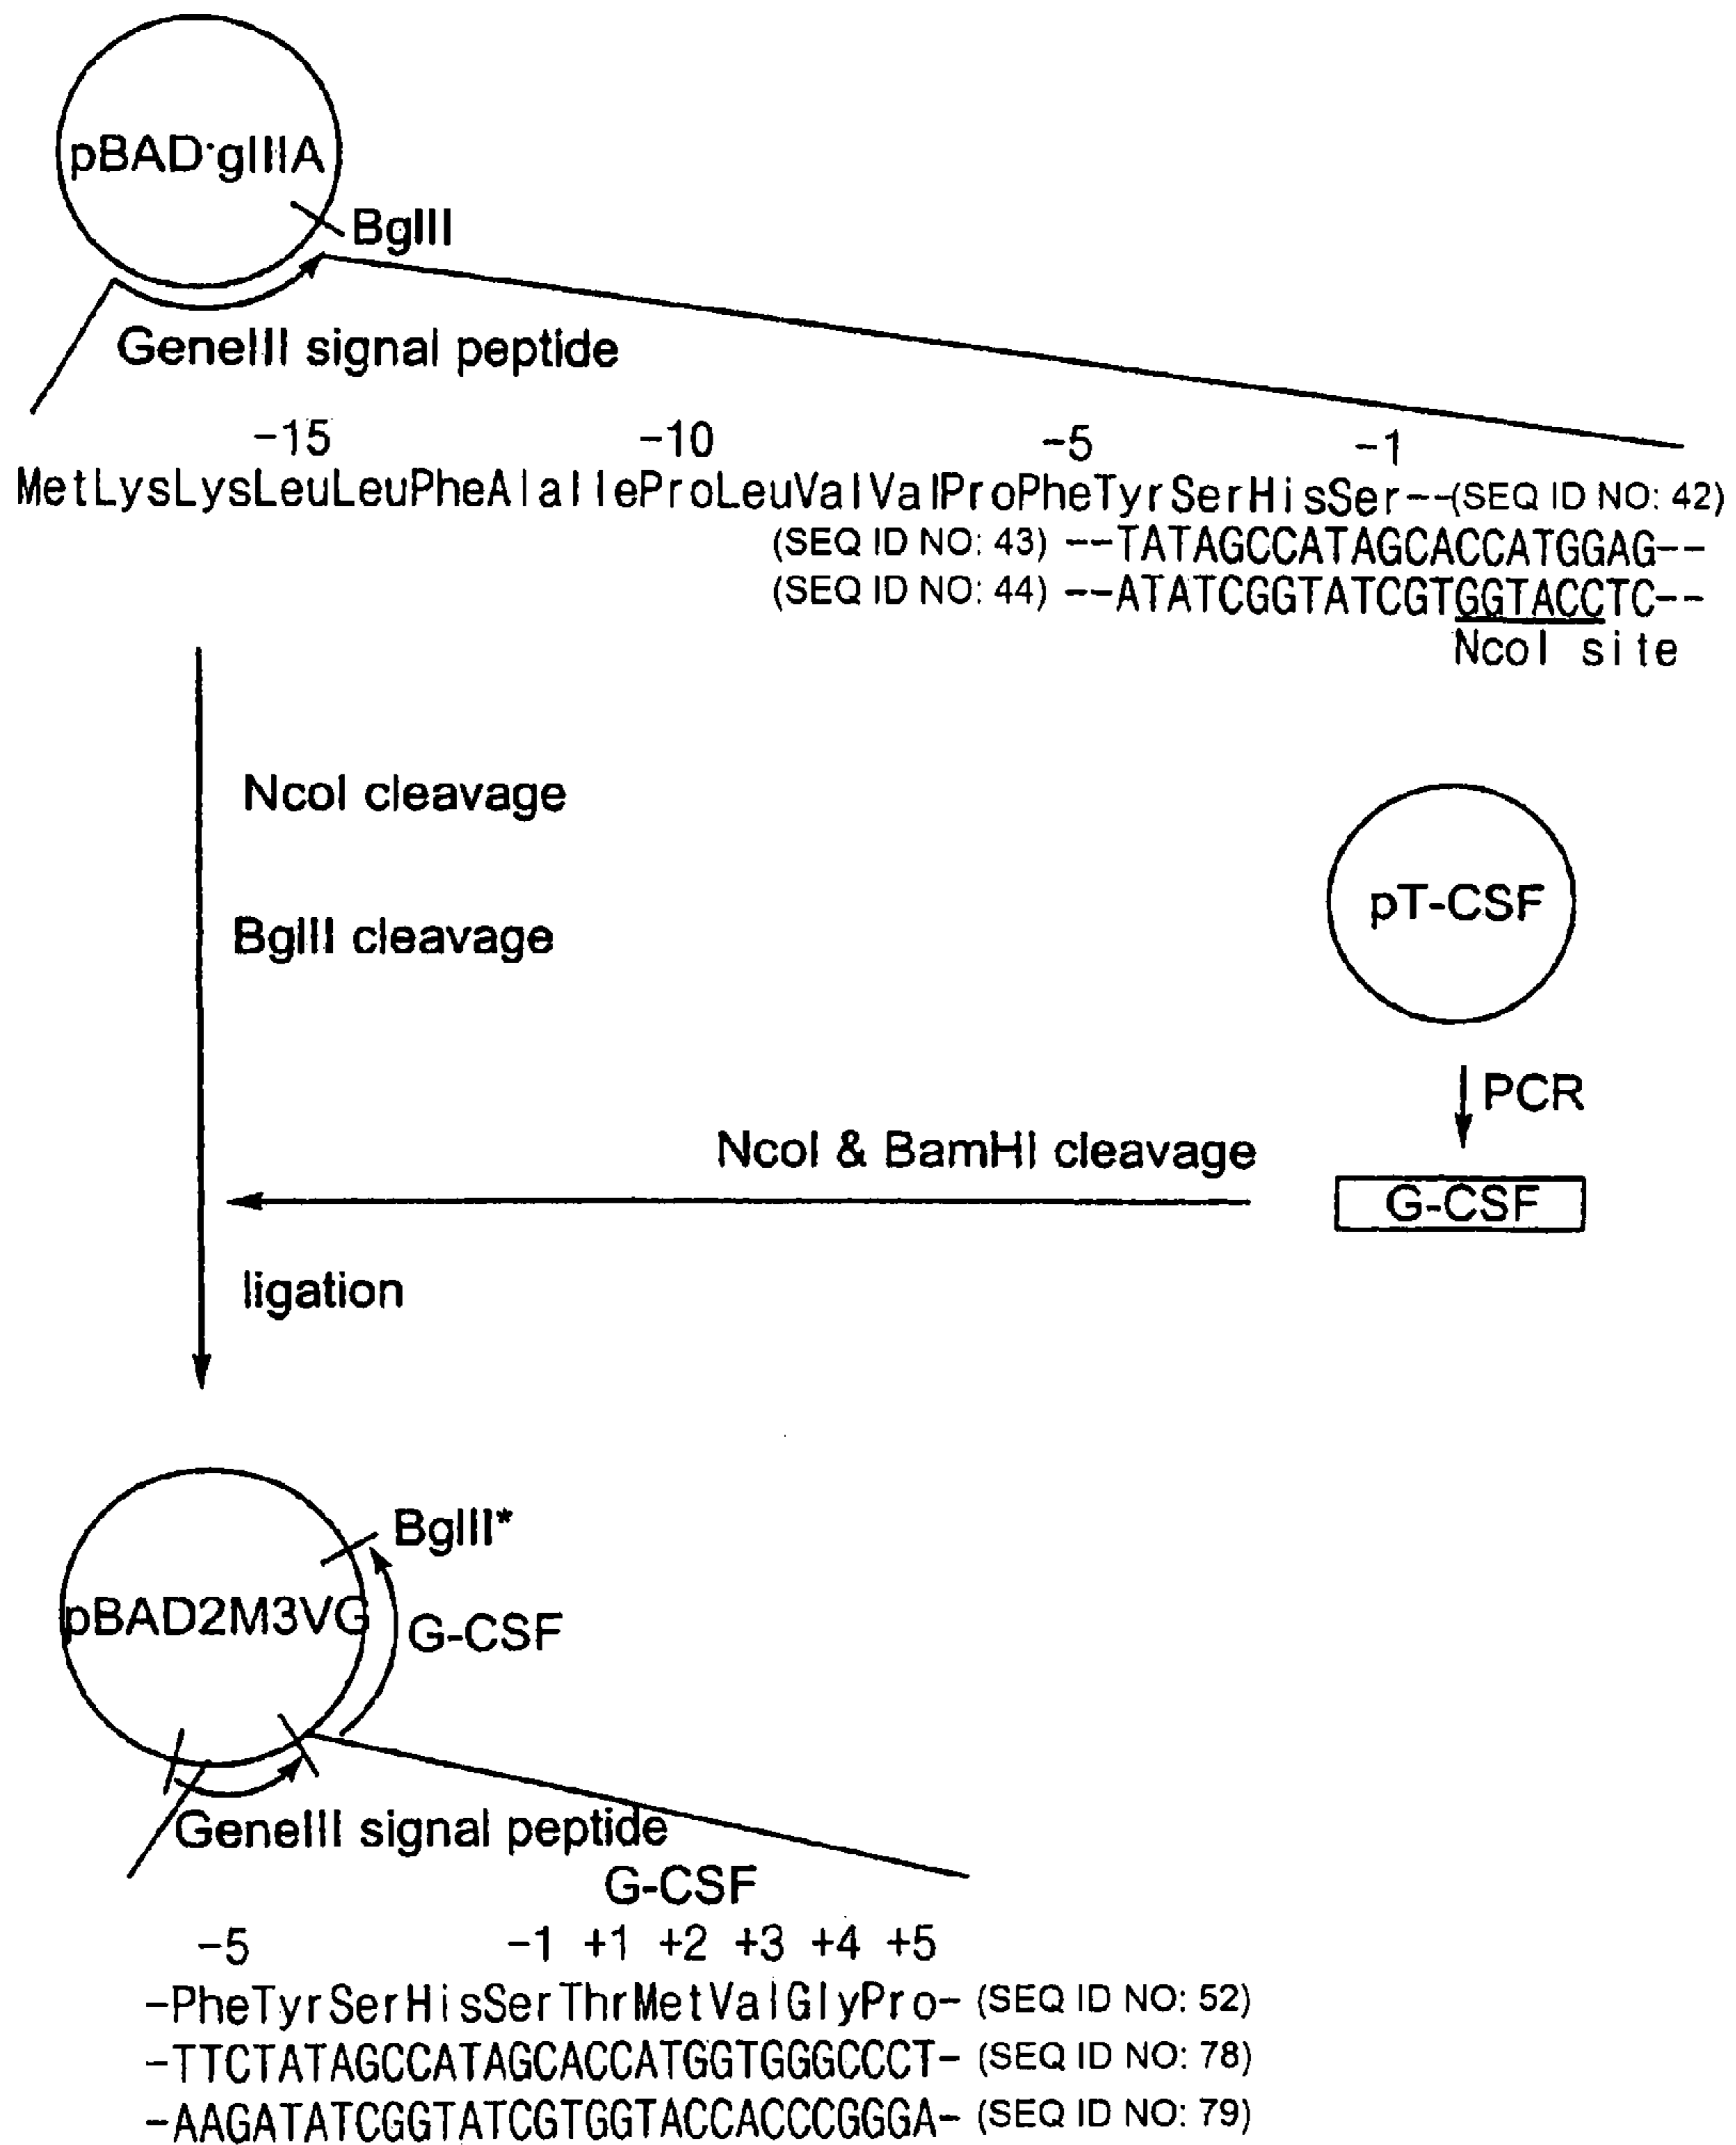 pBAD·gIIIA
BglII
GeneIII signal peptide
-15 -10 -5 -1
MetLysLysLeuLeuPheAlaIleProLeuValValProPheTyrSerHisSer--(SEQ ID NO: 42)
(SEQ ID NO: 43) --TATAGCCATAGCACCATGGAG--
(SEQ ID NO: 44) --ATATCGGTATCGTGGTACCTC--
NcoI site
NcoI cleavage
BglII cleavage
pT-CSF
PCR
NcoI & BamHI cleavage
G-CSF
ligation
BglII*
pBAD2M3VG
G-CSF
GeneIII signal peptide
G-CSF
-5 -1 +1 +2 +3 +4 +5
-PheTyrSerHisSerThrMetValGlyPro- (SEQ ID NO: 52)
-TTCTATAGCCATAGCACCATGGTGGGCCCT- (SEQ ID NO: 78)
-AAGATATCGGTATCGTGGTACCACCCGGGA- (SEQ ID NO: 79)